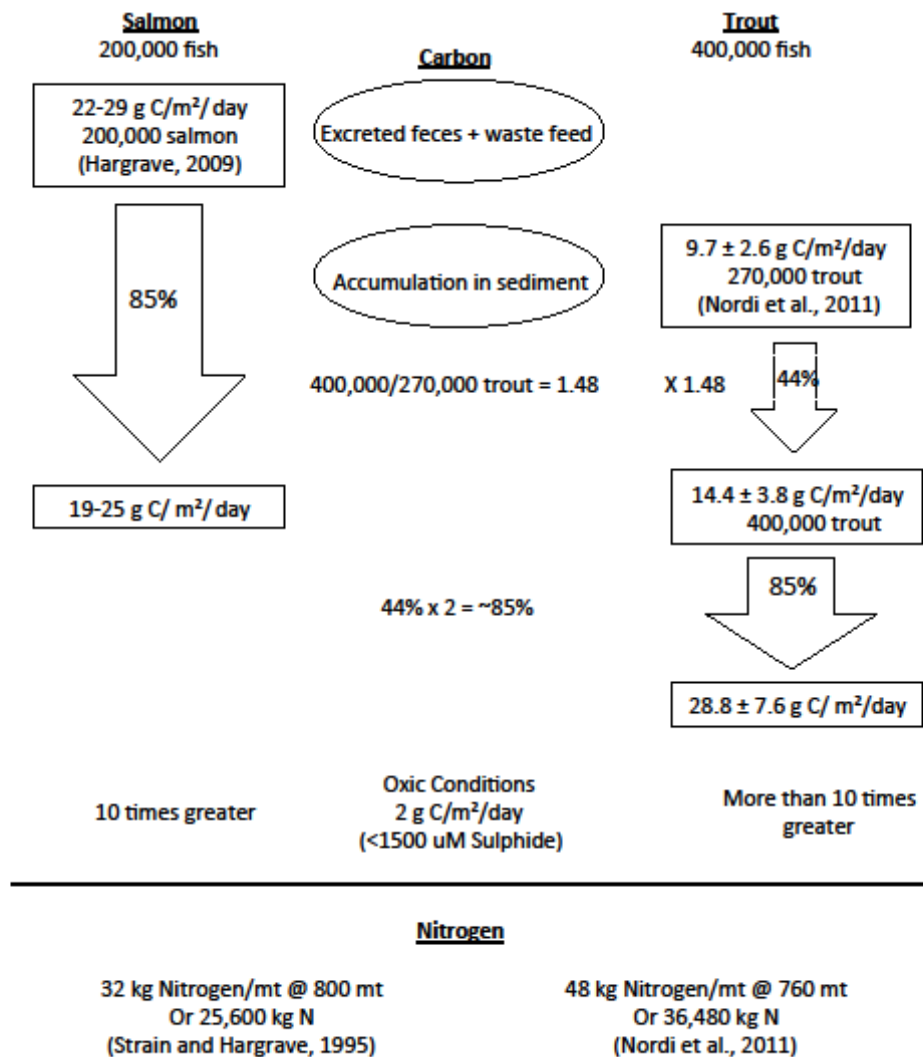 Salmon
200,000 fish
Carbon
Trout
400,000 fish
22-29 g C/m²/ day
200,000 salmon
(Hargrave, 2009)
Excreted feces + waste feed
85%
Accumulation in sediment
9.7 ± 2.6 g C/m²/day
270,000 trout
(Nordi et al., 2011)
400,000/270,000 trout = 1.48
X 1.48
44%
19-25 g C/ m²/ day
14.4 ± 3.8 g C/m²/day
400,000 trout
44% x 2 = ~85%
85%
28.8 ± 7.6 g C/ m²/day
10 times greater
Oxic Conditions
2 g C/m²/day
(<1500 uM Sulphide)
More than 10 times
greater
Nitrogen
32 kg Nitrogen/mt @ 800 mt
Or 25,600 kg N
(Strain and Hargrave, 1995)
48 kg Nitrogen/mt @ 760 mt
Or 36,480 kg N
(Nordi et al., 2011)